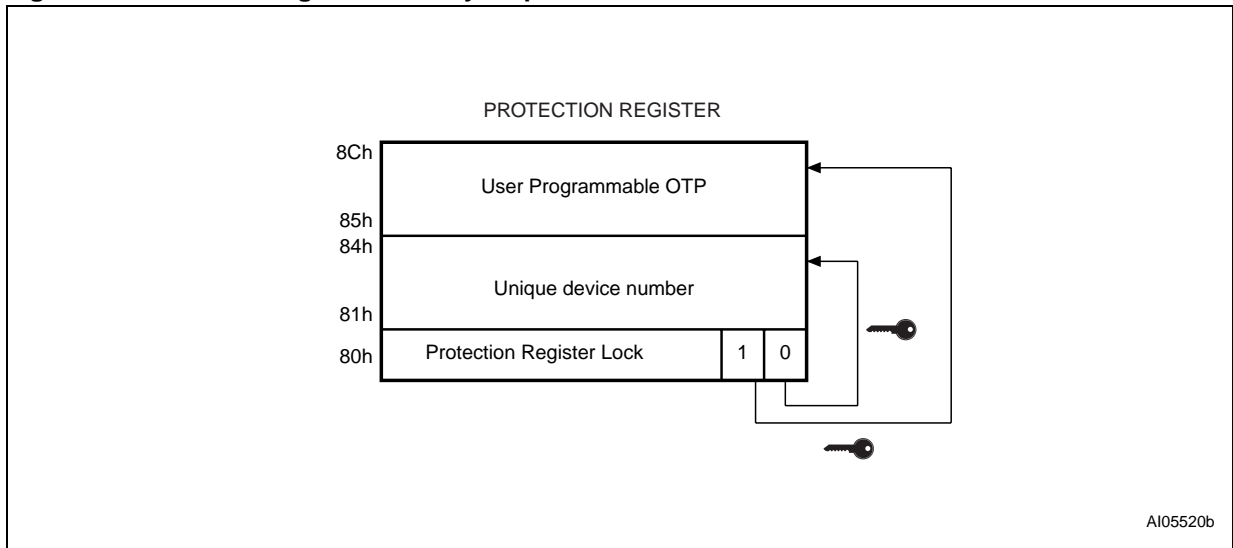 PROTECTION REGISTER
8Ch
User Programmable OTP
85h
84h
Unique device number
81h
80h
Protection Register Lock
1
0
AI05520b